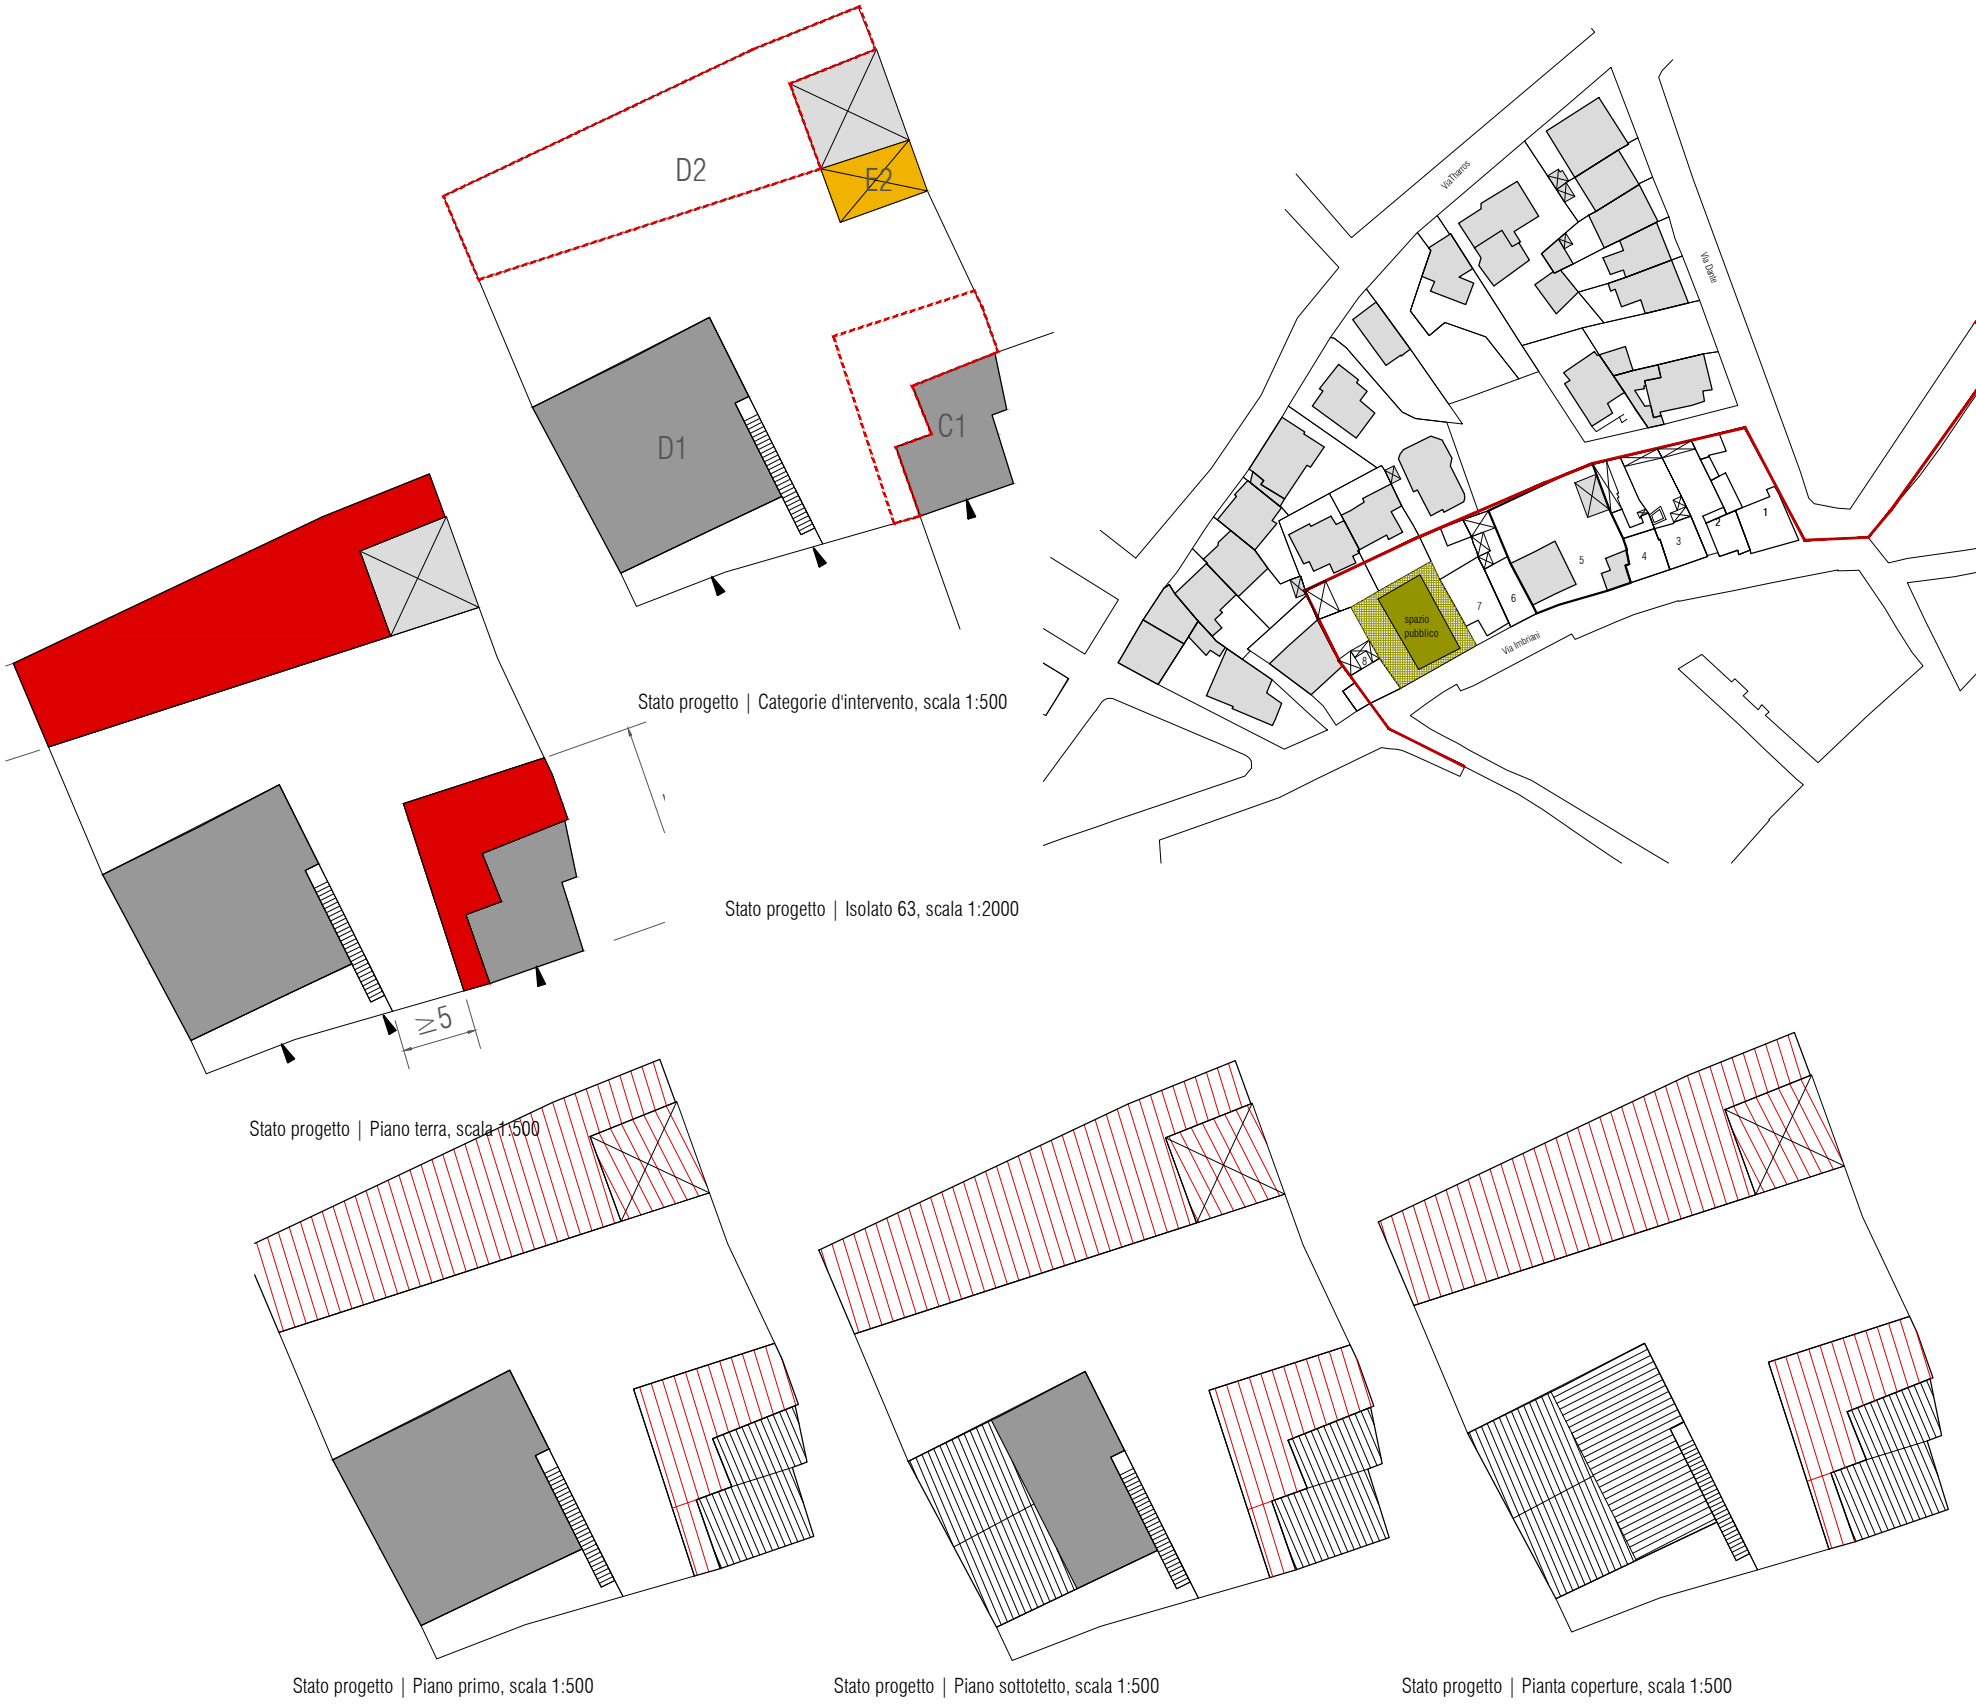 D2
E2
D1
C1
Stato progetto | Categorie d'intervento, scala 1:500
Via Tharros
Via Dante
1
2
3
4
5
6
7
8
spazio
pubblico
Via Imbriani
Stato progetto | Isolato 63, scala 1:2000
≥5
Stato progetto | Piano terra, scala 1:500
Stato progetto | Piano primo, scala 1:500
Stato progetto | Piano sottotetto, scala 1:500
Stato progetto | Pianta coperture, scala 1:500